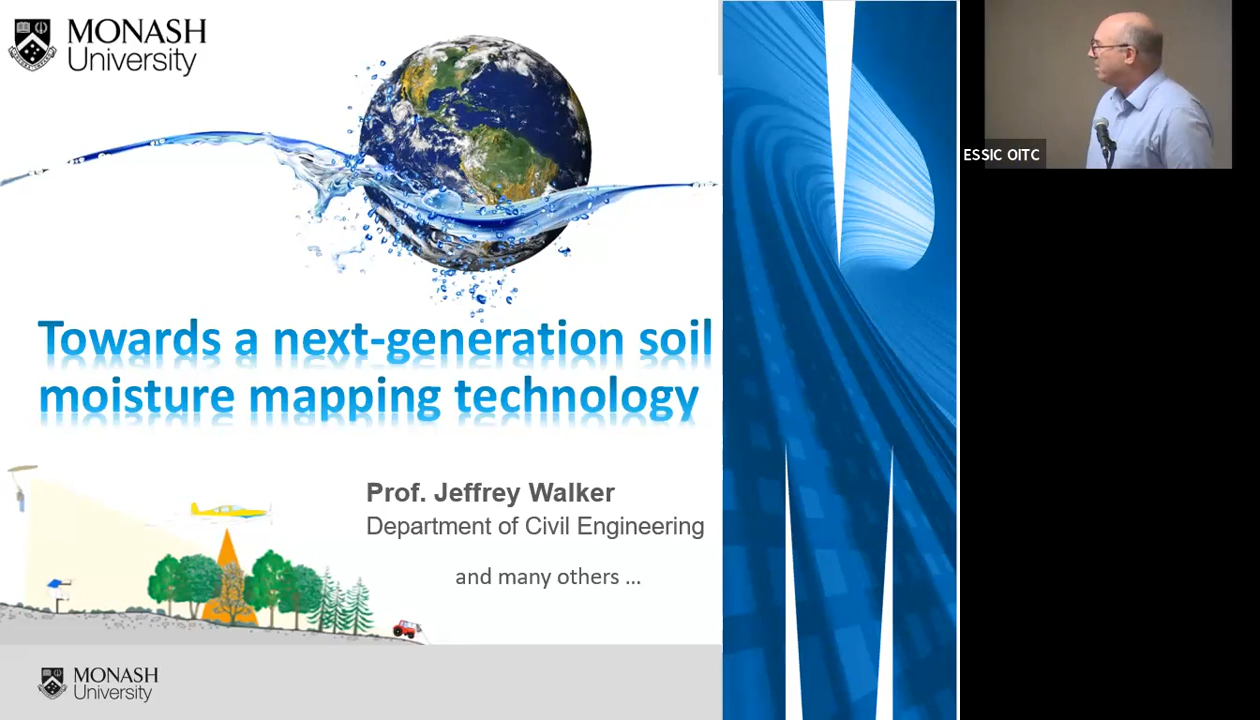 MONASH
University
Towards a next-generation soil
moisture mapping technology
Prof. Jeffrey Walker
Department of Civil Engineering
and many others ...
MONASH
University
ESSIC OITC